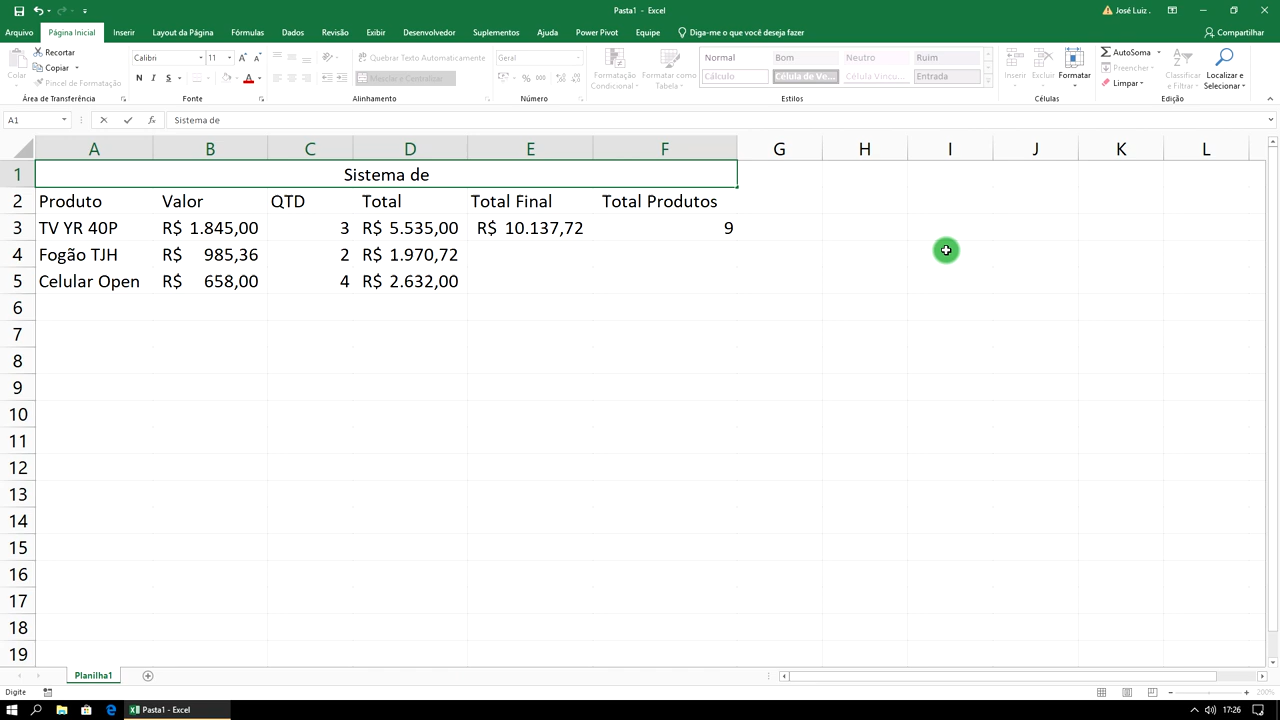 Pasta1 - Excel
José Luiz .
Arquivo Página Inicial Inserir Layout da Página Fórmulas Dados Revisão Exibir Desenvolvedor Suplementos Ajuda Power Pivot Equipe Diga-me o que você deseja fazer Compartilhar
Colar
Recortar
Copiar
Pincel de Formatação
Área de Transferência
Calibri 11
N I S
Fonte
Quebrar Texto Automaticamente
Mesclar e Centralizar
Alinhamento
Geral
% 000
Número
Formatação Condicional
Formatar como Tabela
Normal Bom Neutro Ruim
Cálculo Célula de Ve... Célula Vincu... Entrada
Estilos
Inserir Excluir Formatar
Células
AutoSoma
Preencher
Limpar
Classificar e Filtrar
Localizar e Selecionar
Edição
A1 fx Sistema de
A B C D E F G H I J K L
1 Sistema de
2 Produto Valor QTD Total Total Final Total Produtos
3 TV YR 40P R$ 1.845,00 3 R$ 5.535,00 R$ 10.137,72 9
4 Fogão TJH R$ 985,36 2 R$ 1.970,72
5 Celular Open R$ 658,00 4 R$ 2.632,00
6
7
8
9
10
11
12
13
14
15
16
17
18
19
Planilha1
Digite
200%
Pasta1 - Excel
17:26